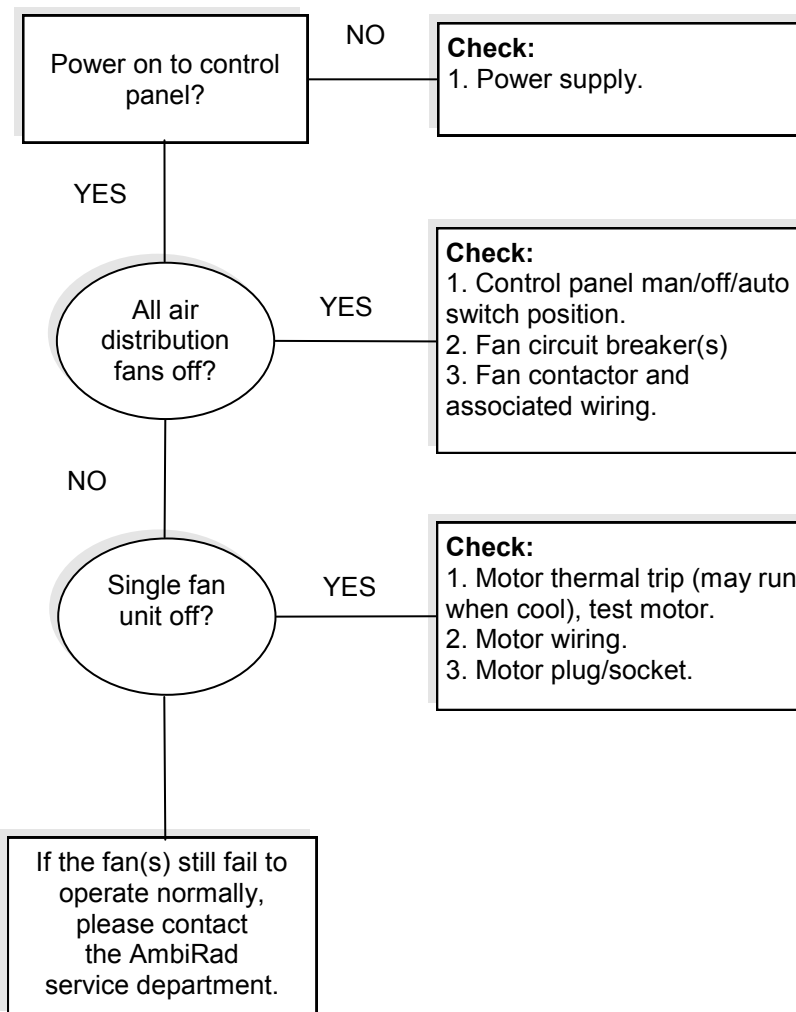 Power on to control
panel?
NO
Check:
1. Power supply.
YES
All air
distribution
fans off?
YES
Check:
1. Control panel man/off/auto
switch position.
2. Fan circuit breaker(s)
3. Fan contactor and
associated wiring.
NO
Single fan
unit off?
YES
Check:
1. Motor thermal trip (may run
when cool), test motor.
2. Motor wiring.
3. Motor plug/socket.
If the fan(s) still fail to
operate normally,
please contact
the AmbiRad
service department.